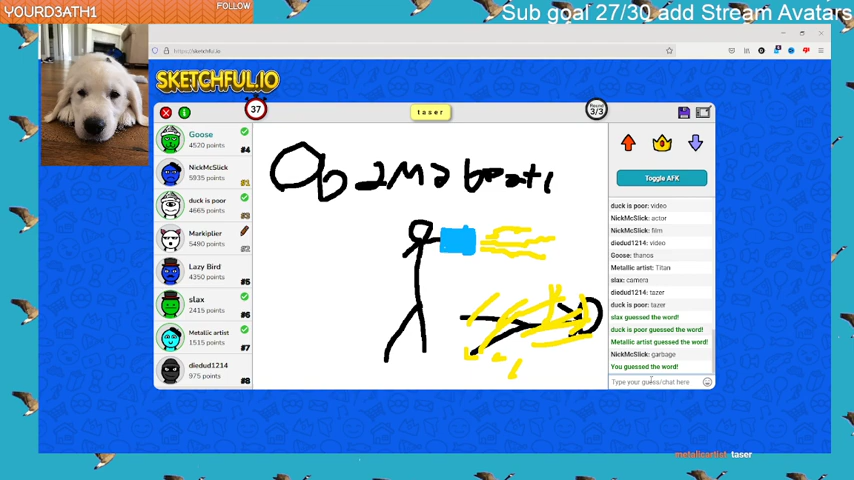 YOURD3ATH1
FOLLOW
Sub goal 27/30 add Stream Avatars
https://sketchful.io
SKETCHFUL.IO
37
taser
Round
3/3
Goose
4520 points
#4
NickMcSlick
5935 points
#1
duck is poor
4665 points
#3
Markiplier
5490 points
#2
Lazy Bird
4350 points
#5
slax
2415 points
#6
Metallic artist
1515 points
#7
diedud1214
975 points
#8
Toggle AFK
duck is poor: video
NickMcSlick: actor
NickMcSlick: film
diedud1214: video
Goose: thanos
Metallic artist: Titan
slax: camera
diedud1214: tazer
duck is poor: tazer
slax guessed the word!
duck is poor guessed the word!
Metallic artist guessed the word!
NickMcSlick: garbage
You guessed the word!
Type your guess/chat here
metallicartist taser